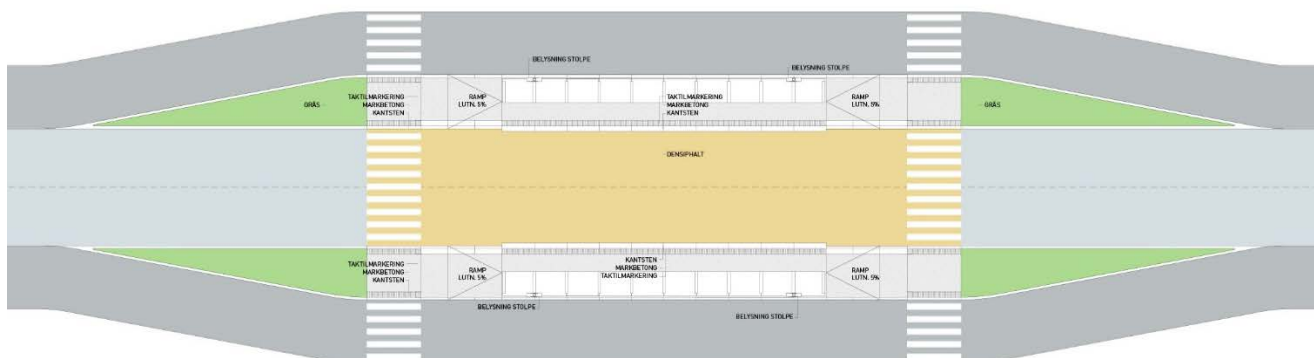 BELYSNING STOLPE
BELYSNING STOLPE
GRÄS
TAKTILMARKERING
MARKBETONG
KANTSTEN
RAMP
LUTN. 5%
TAKTILMARKERING
MARKBETONG
KANTSTEN
RAMP
LUTN. 5%
GRÄS
DENSIPHALT
TAKTILMARKERING
MARKBETONG
KANTSTEN
RAMP
LUTN. 5%
KANTSTEN
MARKBETONG
TAKTILMARKERING
RAMP
LUTN. 5%
BELYSNING STOLPE
BELYSNING STOLPE